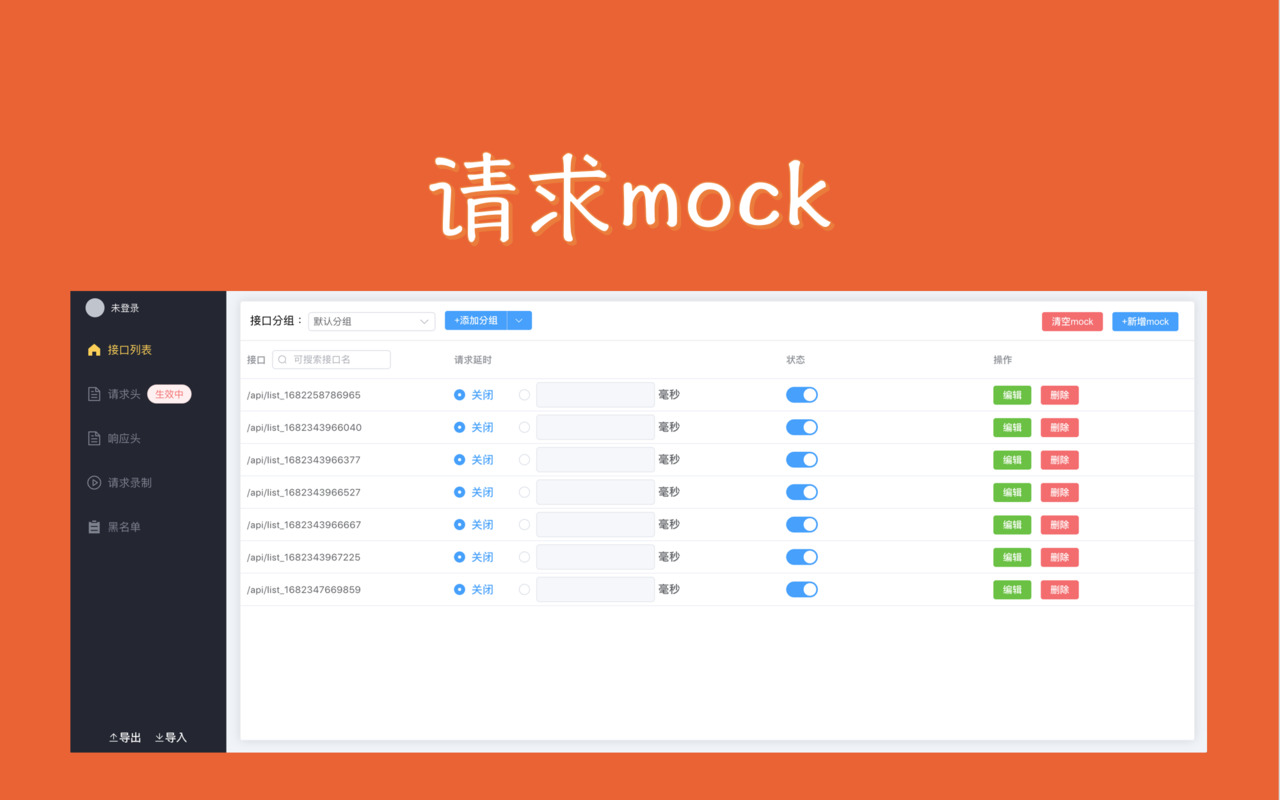 请求mock
未登录
接口列表
请求头 生效中
响应头
请求录制
黑名单
导出 导入
接口分组： 默认分组 +添加分组 清空mock +新增mock
接口 可搜索接口名 请求延时 状态 操作
/api/list_1682258786965 关闭 毫秒 编辑 删除
/api/list_1682343966040 关闭 毫秒 编辑 删除
/api/list_1682343966377 关闭 毫秒 编辑 删除
/api/list_1682343966527 关闭 毫秒 编辑 删除
/api/list_1682343966667 关闭 毫秒 编辑 删除
/api/list_1682343967225 关闭 毫秒 编辑 删除
/api/list_1682347669859 关闭 毫秒 编辑 删除